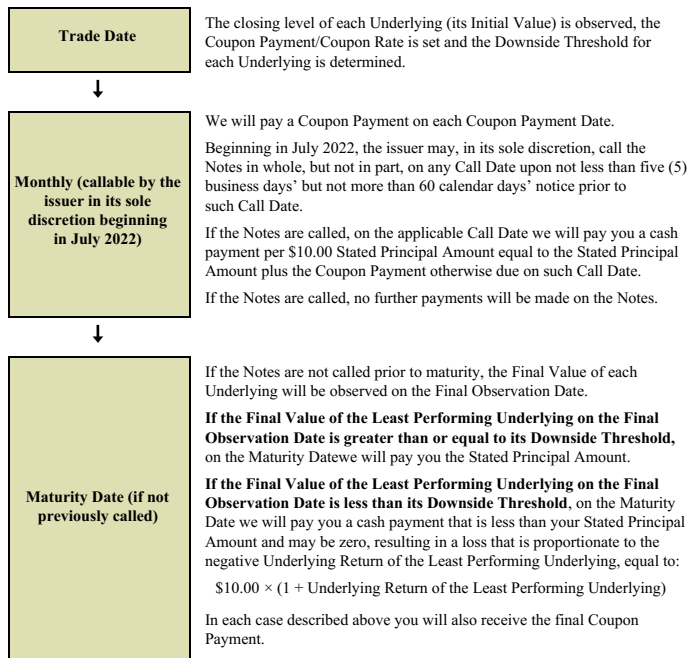 Trade Date
The closing level of each Underlying (its Initial Value) is observed, the
Coupon Payment/Coupon Rate is set and the Downside Threshold for
each Underlying is determined.
Monthly (callable by the
issuer in its sole
discretion beginning
in July 2022)
We will pay a Coupon Payment on each Coupon Payment Date.
Beginning in July 2022, the issuer may, in its sole discretion, call the
Notes in whole, but not in part, on any Call Date upon not less than five (5)
business days’ but not more than 60 calendar days’ notice prior to
such Call Date.
If the Notes are called, on the applicable Call Date we will pay you a cash
payment per $10.00 Stated Principal Amount equal to the Stated Principal
Amount plus the Coupon Payment otherwise due on such Call Date.
If the Notes are called, no further payments will be made on the Notes.
Maturity Date (if not
previously called)
If the Notes are not called prior to maturity, the Final Value of each
Underlying will be observed on the Final Observation Date.
If the Final Value of the Least Performing Underlying on the Final
Observation Date is greater than or equal to its Downside Threshold,
on the Maturity Datewe will pay you the Stated Principal Amount.
If the Final Value of the Least Performing Underlying on the Final
Observation Date is less than its Downside Threshold, on the Maturity
Date we will pay you a cash payment that is less than your Stated Principal
Amount and may be zero, resulting in a loss that is proportionate to the
negative Underlying Return of the Least Performing Underlying, equal to:
$10.00 × (1 + Underlying Return of the Least Performing Underlying)
In each case described above you will also receive the final Coupon
Payment.